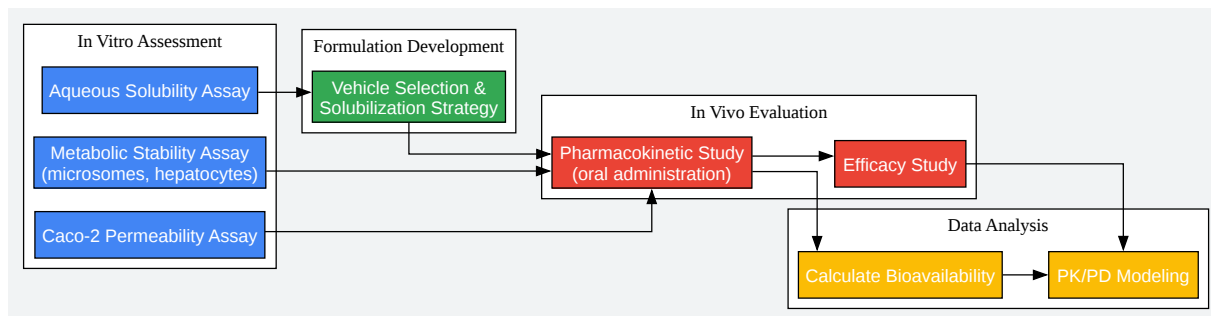 In Vitro Assessment
Aqueous Solubility Assay
Metabolic Stability Assay
(microsomes, hepatocytes)
Caco-2 Permeability Assay
Formulation Development
Vehicle Selection &
Solubilization Strategy
In Vivo Evaluation
Pharmacokinetic Study
(oral administration)
Efficacy Study
Data Analysis
Calculate Bioavailability
PK/PD Modeling